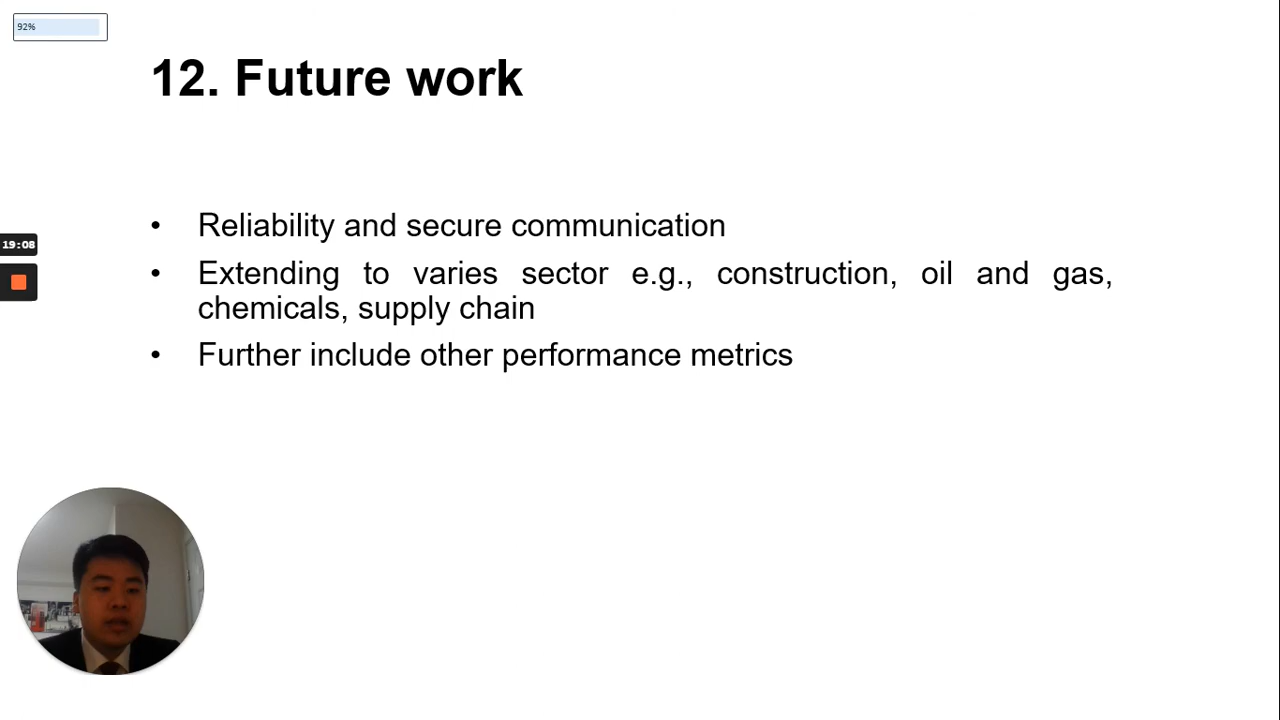 92%
12. Future work
• Reliability and secure communication
19:08
• Extending to varies sector e.g., construction, oil and gas,
chemicals, supply chain
• Further include other performance metrics